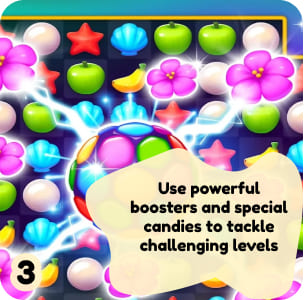 Use powerful
boosters and special
candies to tackle
challenging levels
3